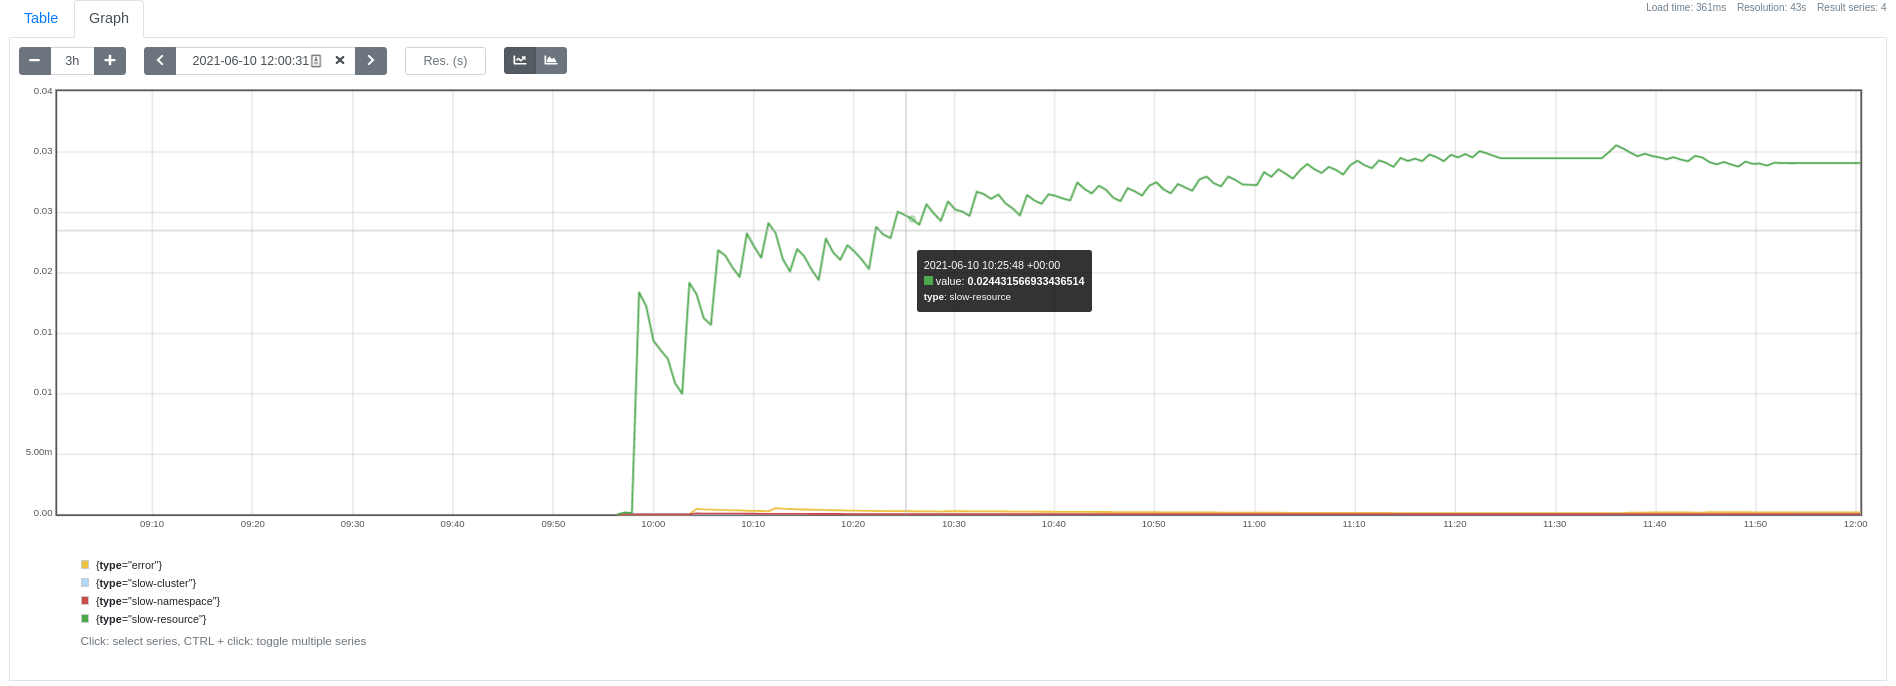 Table Graph Load time: 361ms Resolution: 43s Result series: 4
3h 2021-06-10 12:00:31 Res. (s)
0.04
0.03
0.03
0.02
0.01
0.01
5.00m
0.00
2021-06-10 10:25:48 +00:00
value: 0.024431566933436514
type: slow-resource
09:10 09:20 09:30 09:40 09:50 10:00 10:10 10:20 10:30 10:40 10:50 11:00 11:10 11:20 11:30 11:40 11:50 12:00
{type="error"}
{type="slow-cluster"}
{type="slow-namespace"}
{type="slow-resource"}
Click: select series, CTRL + click: toggle multiple series